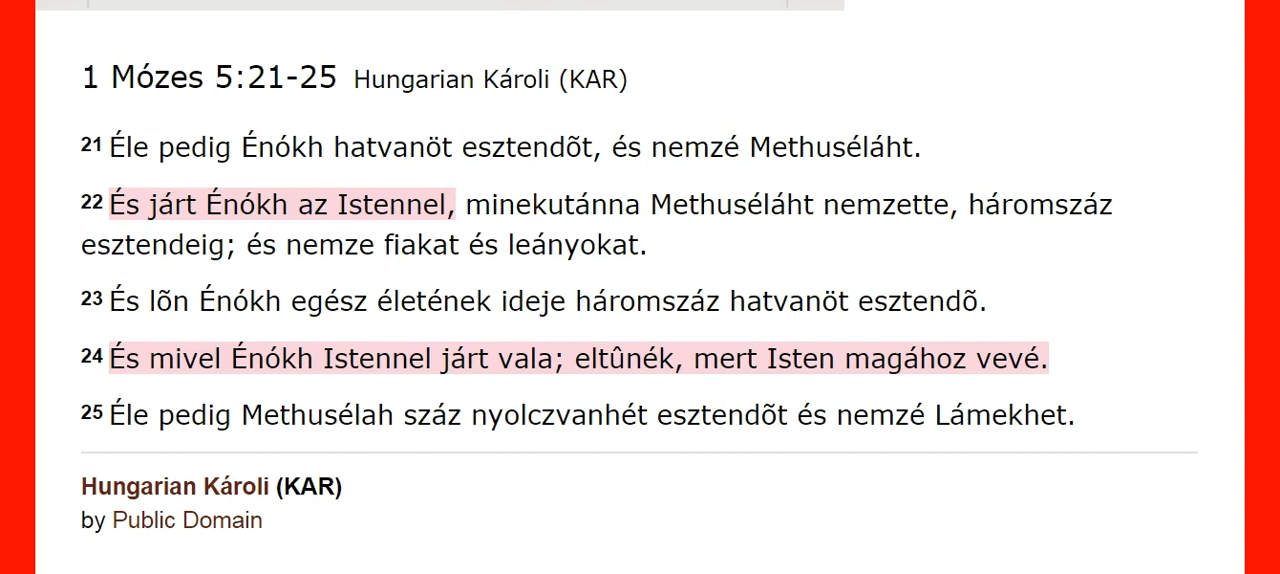 1 Mózes 5:21-25 Hungarian Károli (KAR)
21 Éle pedig Énókh hatvanöt esztendõt, és nemzé Methuséláht.
22 És járt Énókh az Istennel, minekutánna Methuséláht nemzette, háromszáz
esztendeig; és nemze fiakat és leányokat.
23 És lõn Énókh egész életének ideje háromszáz hatvanöt esztendõ.
24 És mivel Énókh Istennel járt vala; eltûnék, mert Isten magához vevé.
25 Éle pedig Methusélah száz nyolczvanhét esztendõt és nemzé Lámekhet.
Hungarian Károli (KAR)
by Public Domain